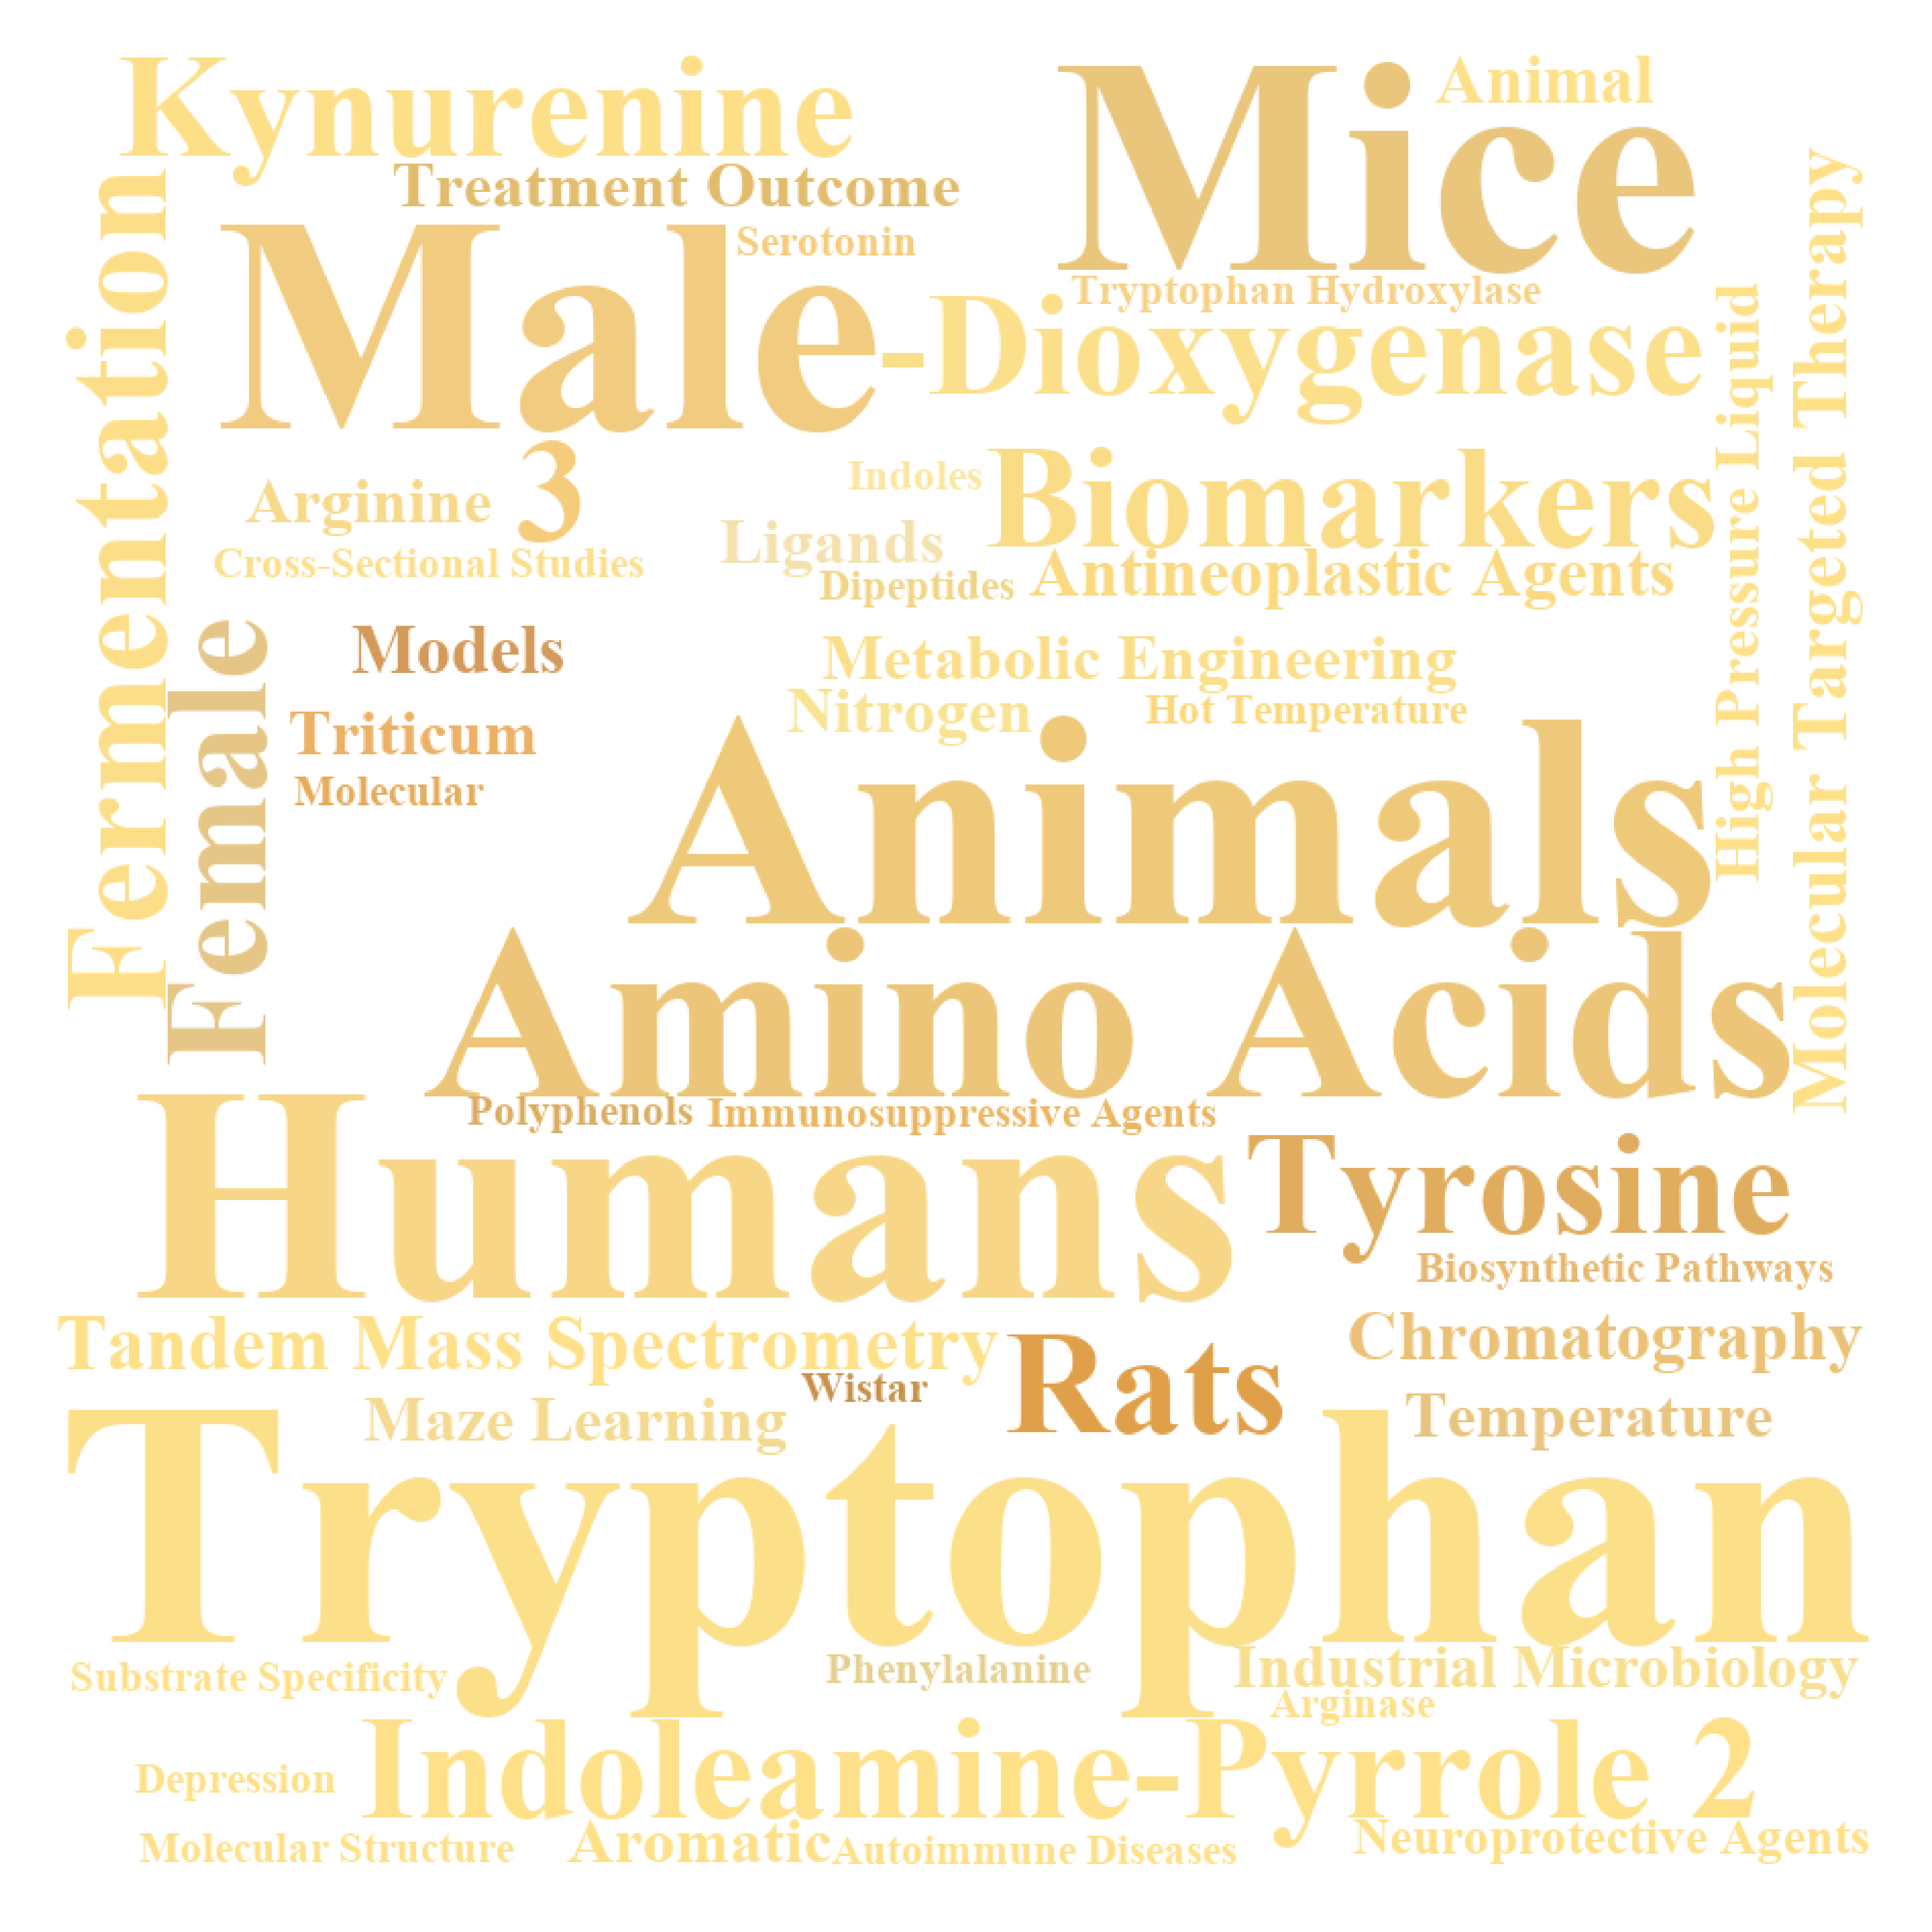 Kynurenine
Mice
Animal
Treatment Outcome
Male
Serotonin
Tryptophan Hydroxylase
-Dioxygenase
Fermentation
Female
High Pressure Liquid
Molecular Targeted Therapy
3
Arginine
Indoles
Biomarkers
Cross-Sectional Studies
Ligands
Dipeptides
Antineoplastic Agents
Models
Metabolic Engineering
Triticum
Nitrogen
Hot Temperature
Molecular
Animals
Amino Acids
Polyphenols
Immunosuppressive Agents
Humans
Tyrosine
Biosynthetic Pathways
Tandem Mass Spectrometry
Rats
Chromatography
Wistar
Maze Learning
Temperature
Tryptophan
Substrate Specificity
Phenylalanine
Industrial Microbiology
Arginase
Depression
Indoleamine-Pyrrole 2
Molecular Structure
Aromatic
Autoimmune Diseases
Neuroprotective Agents